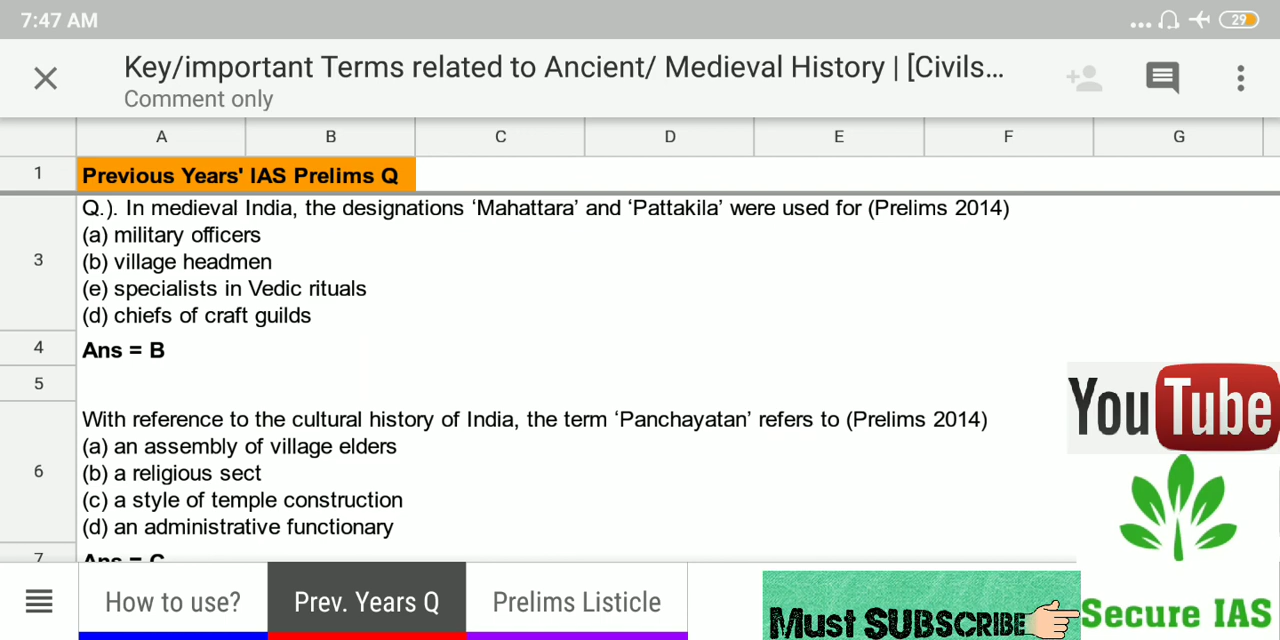 7:47 AM
29
Key/important Terms related to Ancient/ Medieval History | [Civils...
Comment only
A B C D E F G
1 Previous Years' IAS Prelims Q
3
Q.). In medieval India, the designations ‘Mahattara’ and ‘Pattakila’ were used for (Prelims 2014)
(a) military officers
(b) village headmen
(e) specialists in Vedic rituals
(d) chiefs of craft guilds
4 Ans = B
5
6
With reference to the cultural history of India, the term ‘Panchayatan’ refers to (Prelims 2014)
(a) an assembly of village elders
(b) a religious sect
(c) a style of temple construction
(d) an administrative functionary
7 Ans = C
YouTube
How to use? Prev. Years Q Prelims Listicle
Must SUBSCRIBE
Secure IAS